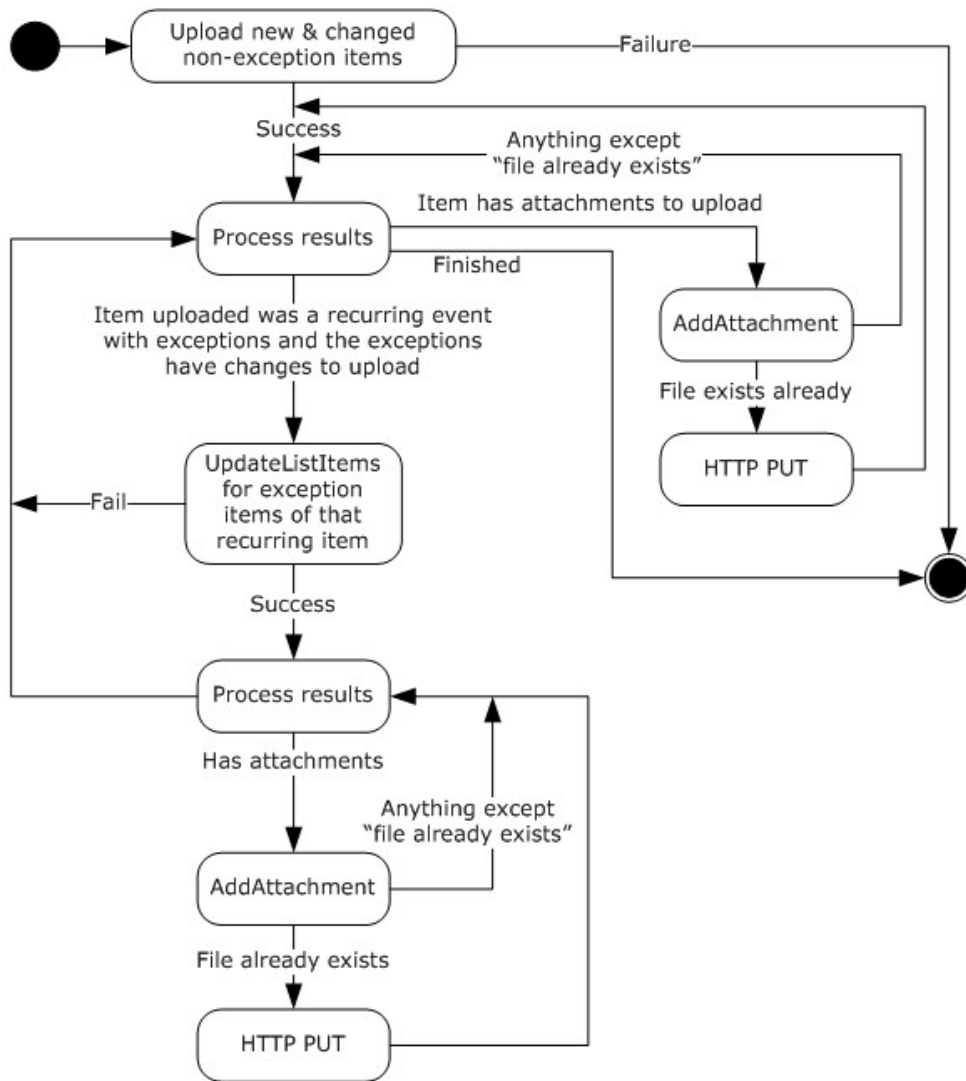 Upload new & changed
non-exception items
Failure
Success
Anything except
“file already exists”
Item has attachments to upload
Process results
Finished
Item uploaded was a recurring event
with exceptions and the exceptions
have changes to upload
AddAttachment
File exists already
HTTP PUT
UpdateListItems
for exception
items of that
recurring item
Fail
Success
Process results
Has attachments
Anything except
“file already exists”
AddAttachment
File already exists
HTTP PUT